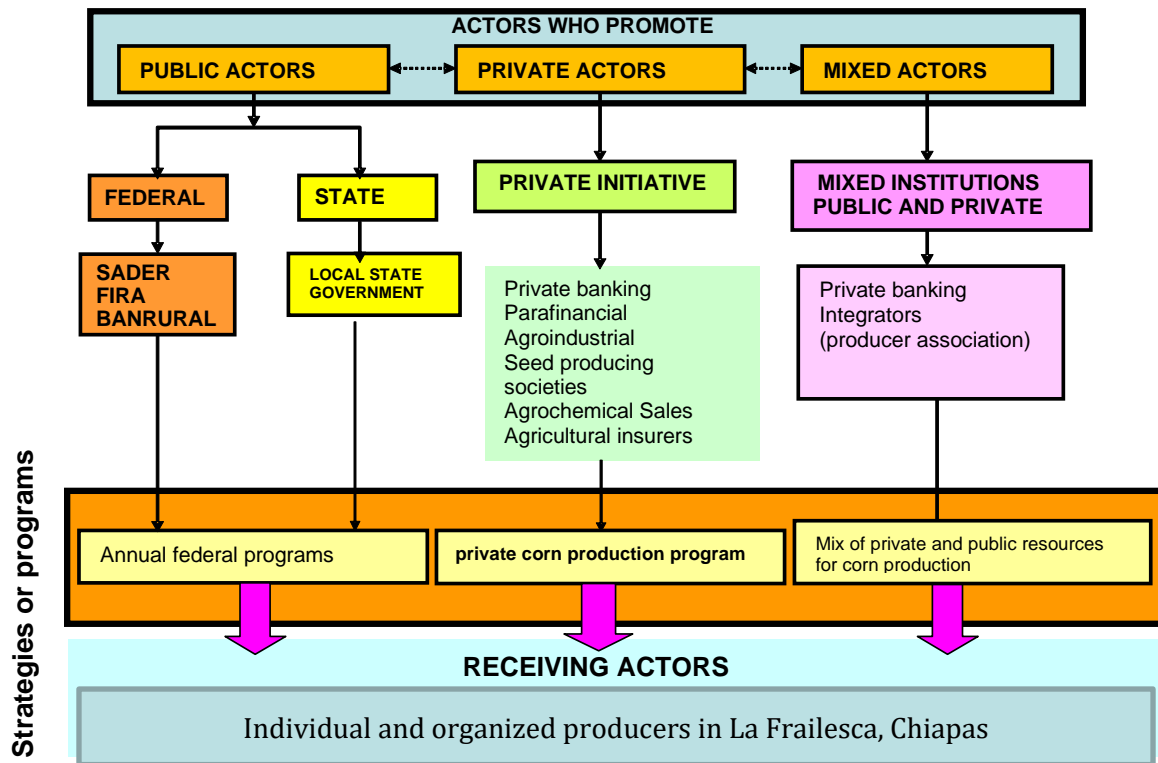 ACTORS WHO PROMOTE
PUBLIC ACTORS
PRIVATE ACTORS
MIXED ACTORS
FEDERAL
STATE
PRIVATE INITIATIVE
MIXED INSTITUTIONS
PUBLIC AND PRIVATE
SADER
FIRA
BANRURAL
LOCAL STATE
GOVERNMENT
Private banking
Parafinancial
Agroindustrial
Seed producing
societies
Agrochemical Sales
Agricultural insurers
Private banking
Integrators
(producer association)
Strategies or programs
Annual federal programs
private corn production program
Mix of private and public resources
for corn production
RECEIVING ACTORS
Individual and organized producers in La Frailesca, Chiapas